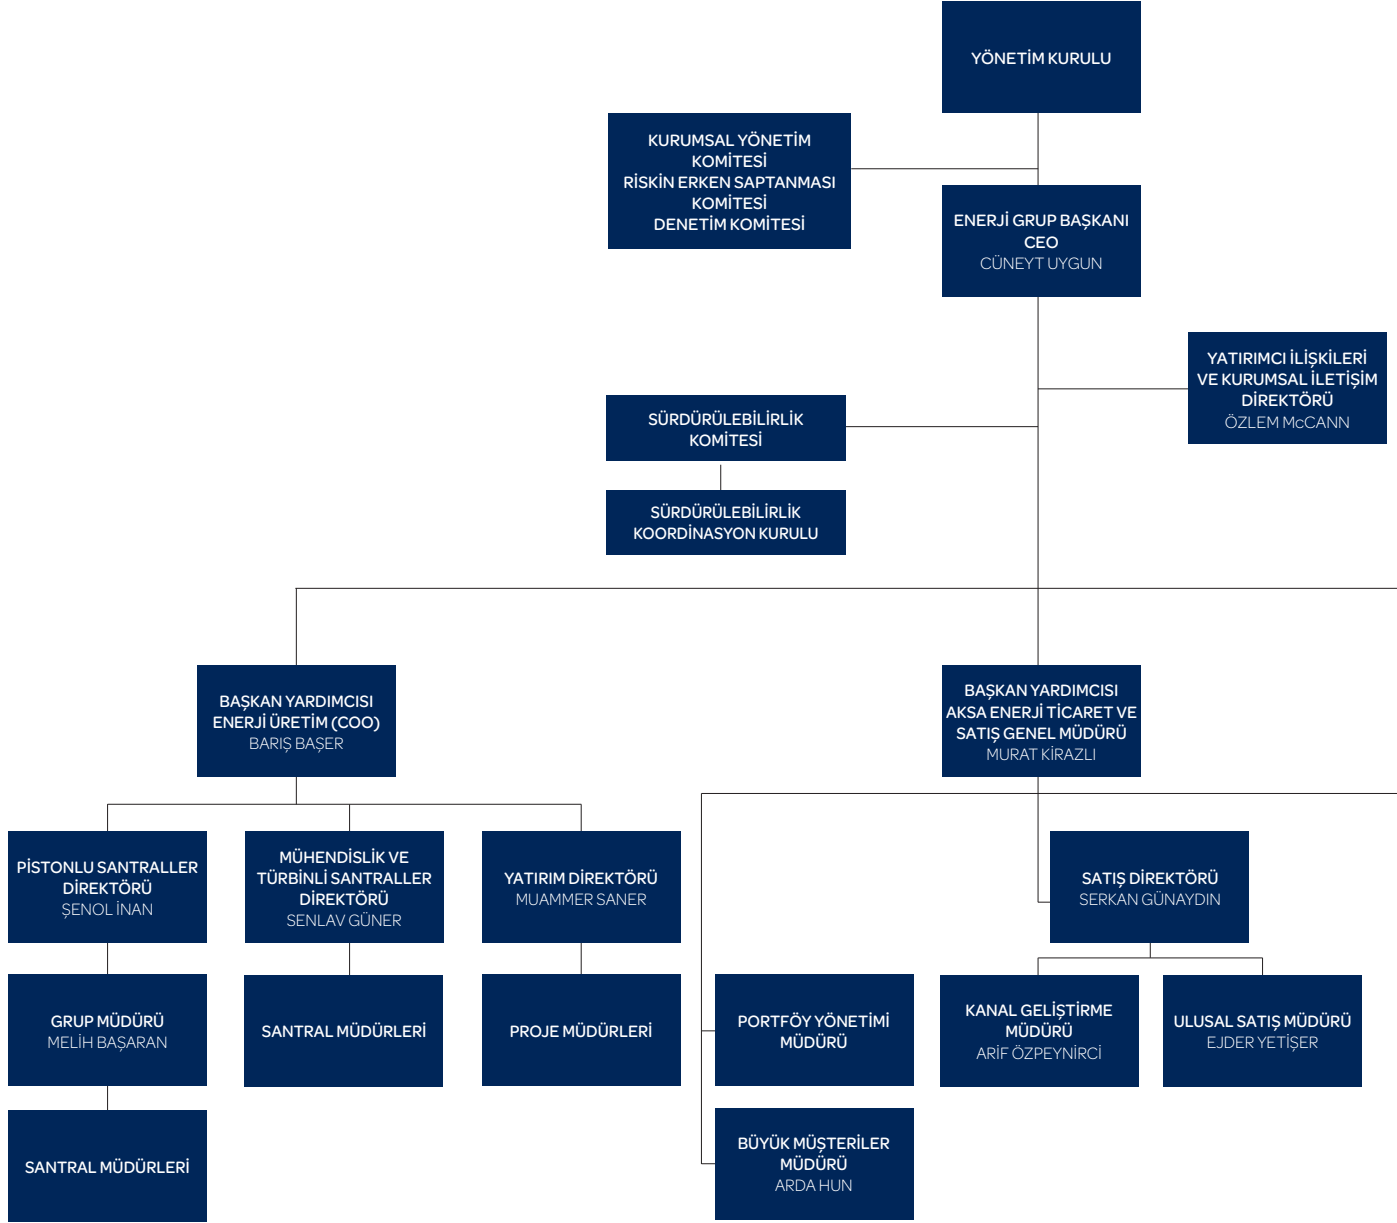 YÖNETİM KURULU
KURUMSAL YÖNETİM
KOMİTESİ
RİSKİN ERKEN SAPTANMASI
KOMİTESİ
DENETİM KOMİTESİ
ENERJİ GRUP BAŞKANI
CEO
CÜNEYT UYGUN
YATIRIMCI İLİŞKİLERİ
VE KURUMSAL İLETİŞİM
DİREKTÖRÜ
ÖZLEM McCANN
SÜRDÜRÜLEBİLİRLİK
KOMİTESİ
SÜRDÜRÜLEBİLİRLİK
KOORDİNASYON KURULU
BAŞKAN YARDIMCISI
ENERJİ ÜRETİM (COO)
BARIŞ BAŞER
BAŞKAN YARDIMCISI
AKSA ENERJİ TİCARET VE
SATIŞ GENEL MÜDÜRÜ
MURAT KİRAZLI
PİSTONLU SANTRALLER
DİREKTÖRÜ
ŞENOL İNAN
MÜHENDİSLİK VE
TÜRBİNLİ SANTRALLER
DİREKTÖRÜ
SENLAV GÜNER
YATIRIM DİREKTÖRÜ
MUAMMER SANER
SATIŞ DİREKTÖRÜ
SERKAN GÜNAYDIN
GRUP MÜDÜRÜ
MELİH BAŞARAN
SANTRAL MÜDÜRLERİ
PROJE MÜDÜRLERİ
PORTFÖY YÖNETİMİ
MÜDÜRÜ
KANAL GELİŞTİRME
MÜDÜRÜ
ARİF ÖZPEYNİRCİ
ULUSAL SATIŞ MÜDÜRÜ
EJDER YETİŞER
SANTRAL MÜDÜRLERİ
BÜYÜK MÜŞTERİLER
MÜDÜRÜ
ARDA HUN